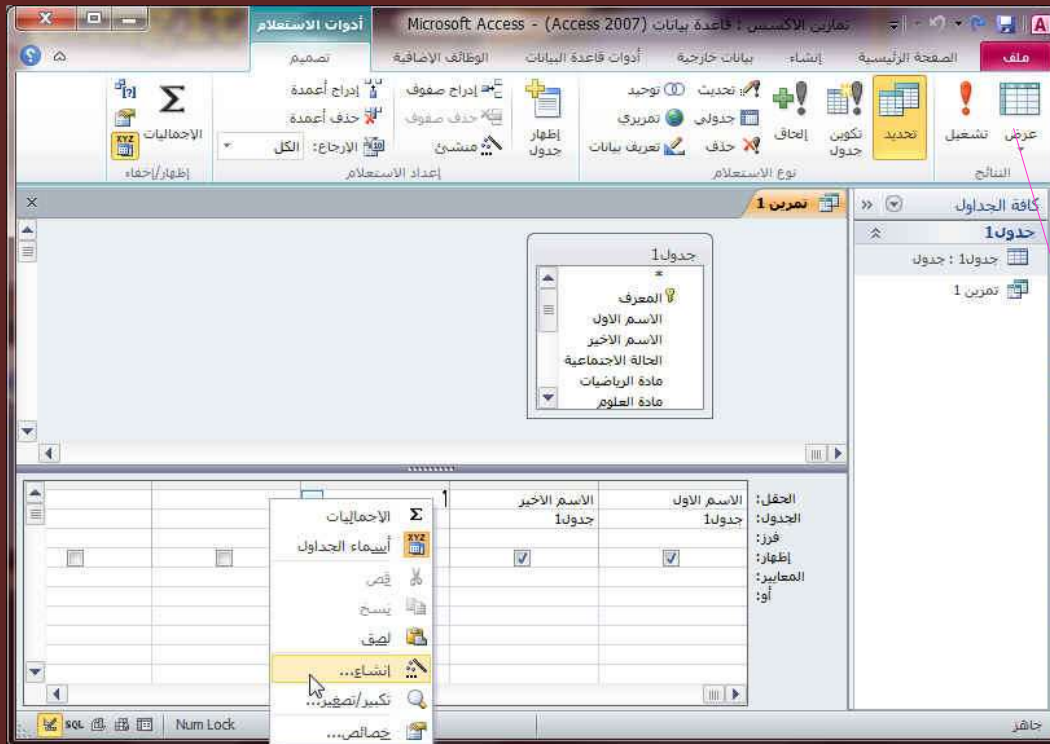 تمارين الاكسس : قاعدة بيانات (Access 2007) - Microsoft Access
أدوات الاستعلام
ملف
الصفحة الرئيسية
إنشاء
بيانات خارجية
أدوات قاعدة البيانات
الوظائف الإضافية
تصميم
عرض
تشغيل
النتائج
تحديد
تكوين جدول
إلحاق
تحديث
توحيد
جدولي
تمريري
حذف
تعريف بيانات
نوع الاستعلام
إظهار جدول
إدراج صفوف
حذف صفوف
منشئ
إدراج أعمدة
حذف أعمدة
الإرجاع: الكل
إعداد الاستعلام
الإجماليات
إظهار/إخفاء
كافة الجداول
جدول1
جدول1 : جدول
تمرين 1
تمرين 1
جدول1
*
المعرف
الاسم الاول
الاسم الاخير
الحالة الاجتماعية
مادة الرياضيات
مادة العلوم
الحقل: الاسم الاول الاسم الاخير 1
الجدول: جدول1 جدول1
فرز:
إظهار:
المعايير:
أو:
الإجماليات
أسماء الجداول
قص
نسخ
لصق
إنشاء...
تكبير/تصغير...
خصائص...
جاهز
Num Lock
SQL